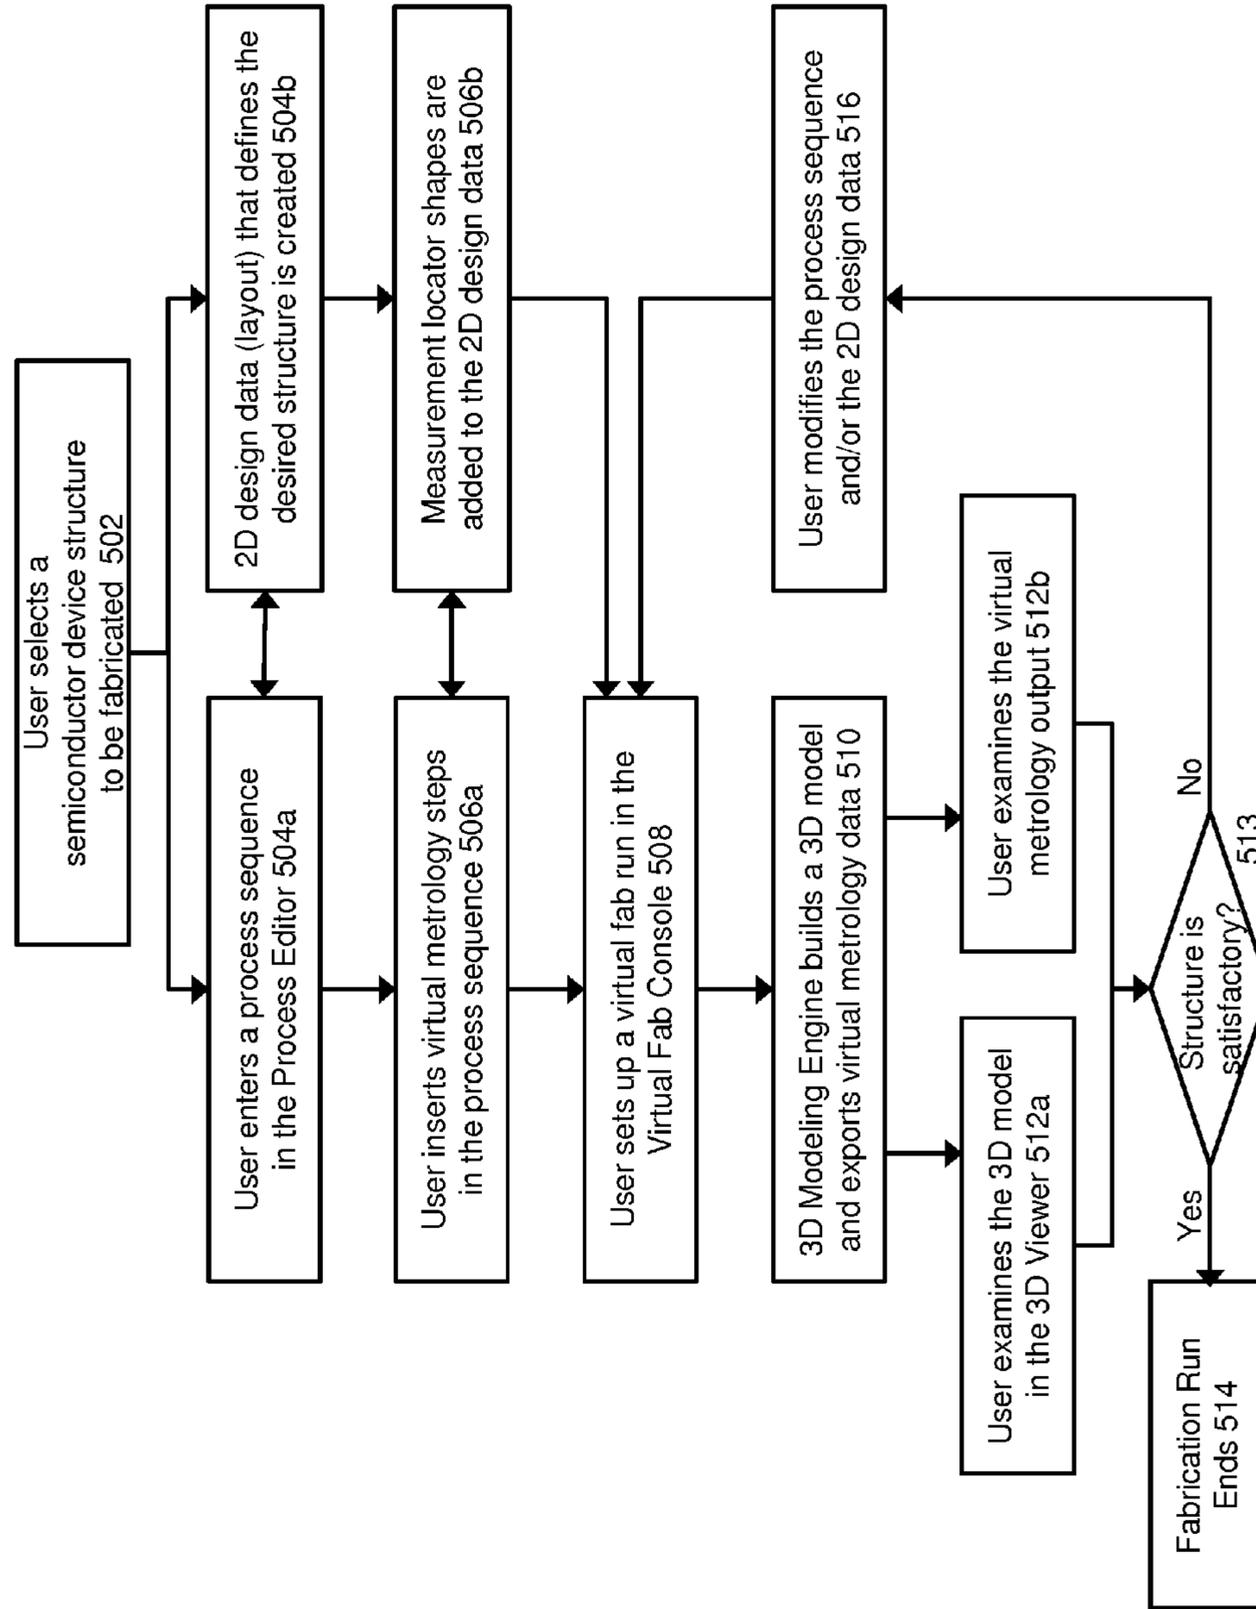 User selects a
semiconductor device structure
to be fabricated 502
User enters a process sequence
in the Process Editor 504a
2D design data (layout) that defines the
desired structure is created 504b
User inserts virtual metrology steps
in the process sequence 506a
Measurement locator shapes are
added to the 2D design data 506b
User sets up a virtual fab run in the
Virtual Fab Console 508
3D Modeling Engine builds a 3D model
and exports virtual metrology data 510
User modifies the process sequence
and/or the 2D design data 516
User examines the 3D model
in the 3D Viewer 512a
User examines the virtual
metrology output 512b
Structure is
satisfactory?
513
Yes
No
Fabrication Run
Ends 514